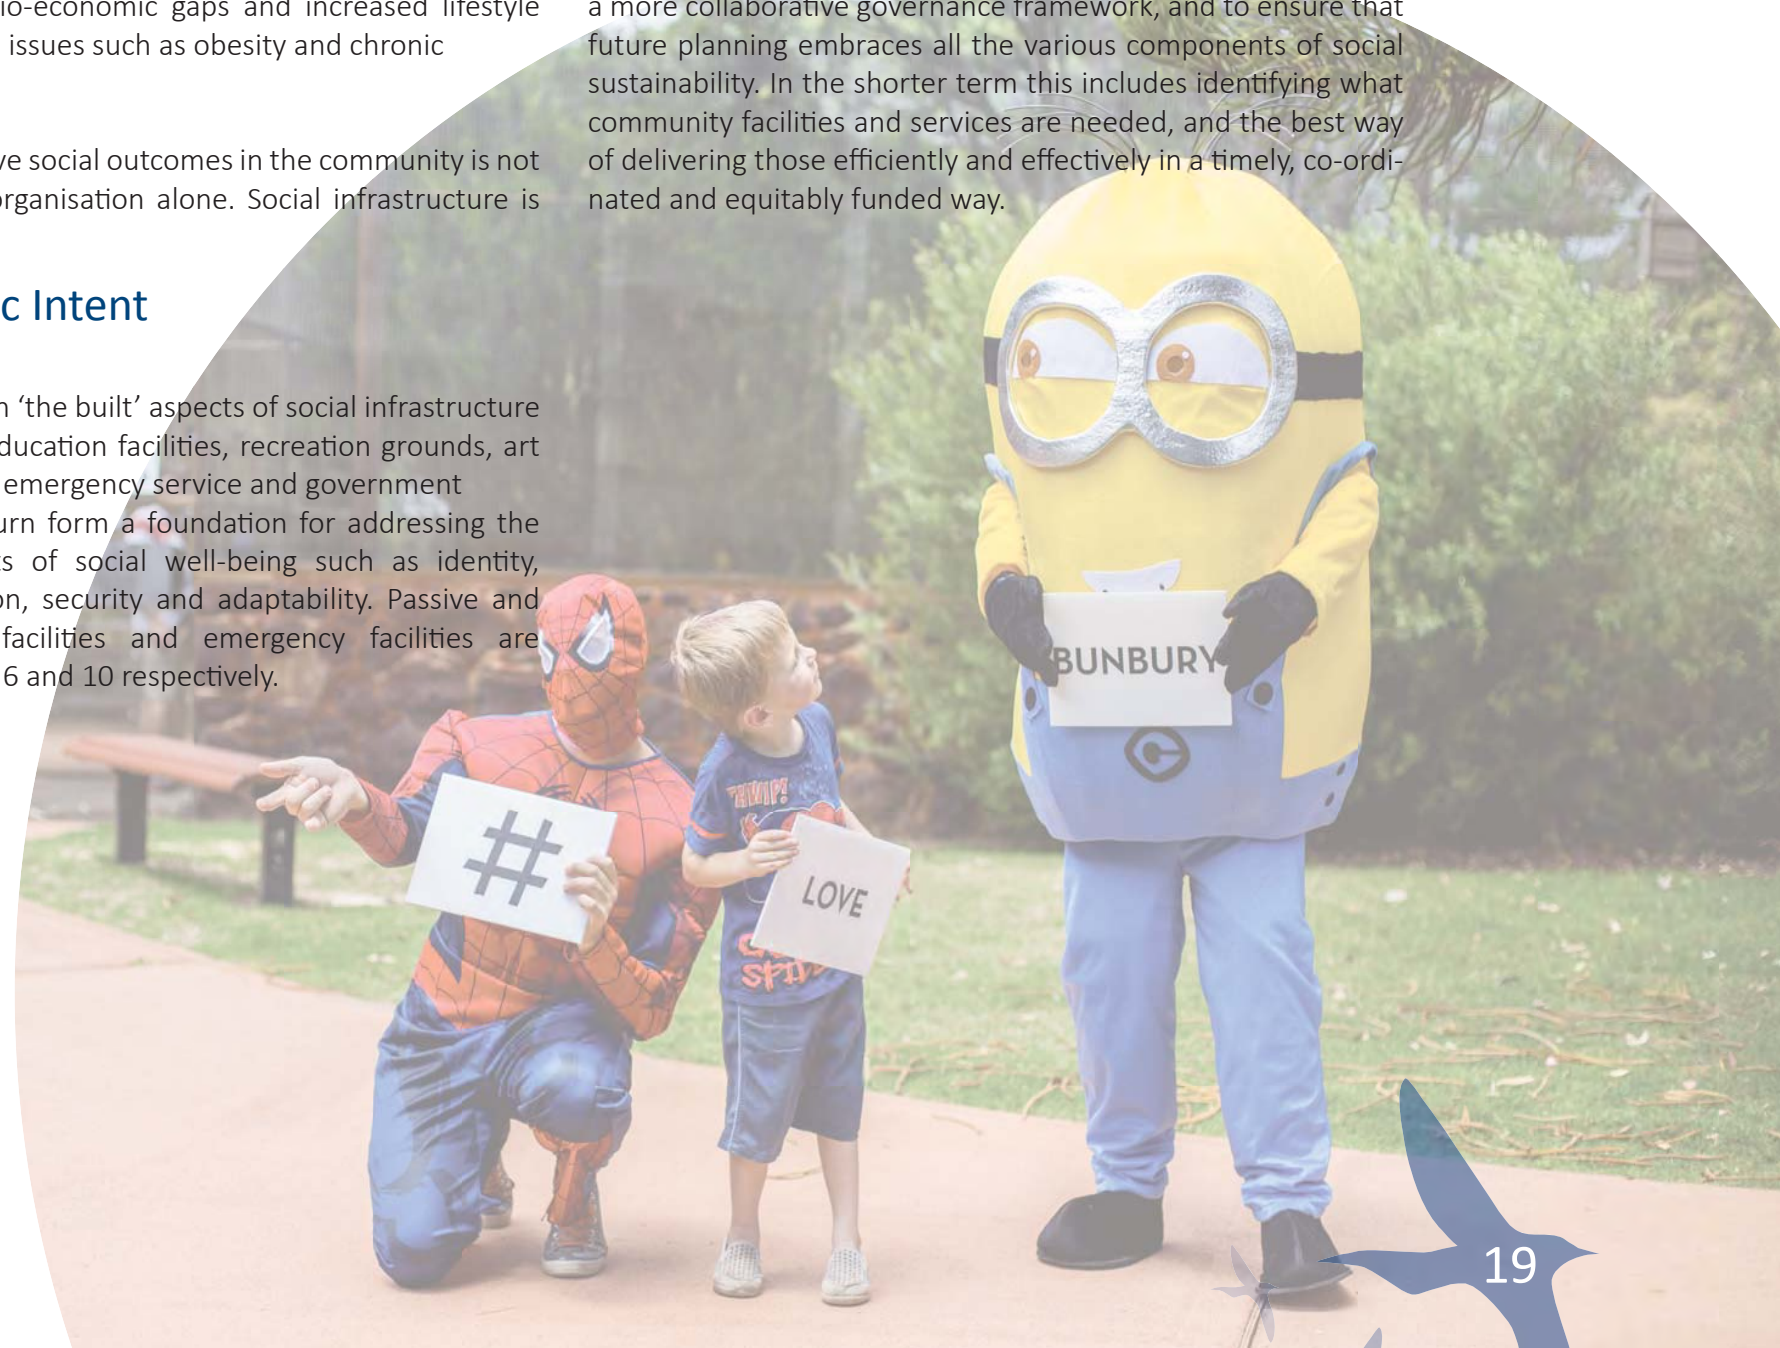 io-economic gaps and increased lifestyle
issues such as obesity and chronic
ve social outcomes in the community is not
organisation alone. Social infrastructure is
c Intent
n ‘the built’ aspects of social infrastructure
ducation facilities, recreation grounds, art
emergency service and government
urn form a foundation for addressing the
ts of social well-being such as identity,
on, security and adaptability. Passive and
facilities and emergency facilities are
6 and 10 respectively.
a more collaborative governance framework, and to ensure that
future planning embraces all the various components of social
sustainability. In the shorter term this includes identifying what
community facilities and services are needed, and the best way
of delivering those efficiently and effectively in a timely, co-ordi-
nated and equitably funded way.
BUNBURY
#
THWIP!
LOVE
19